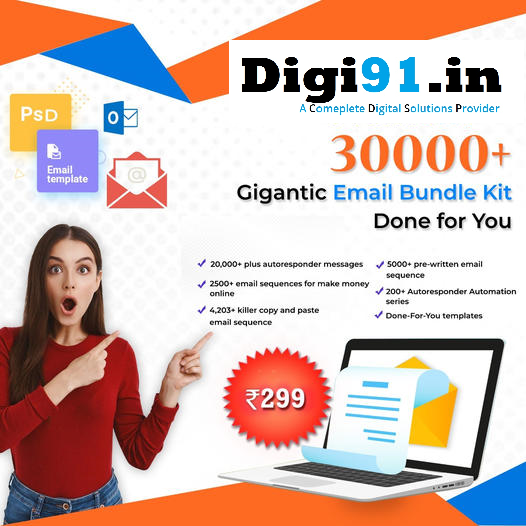 Digi91.in
A Comeplete Digital Solutions Provider
PsD
O
Email
template
@
30000+
Gigantic Email Bundle Kit
Done for You
20,000+ plus autoresponder messages
2500+ email sequences for make money
online
4,203+ killer copy and paste
email sequence
5000+ pre-written email
sequence
200+ Autoresponder Automation
series
Done-For-You templates
₹299